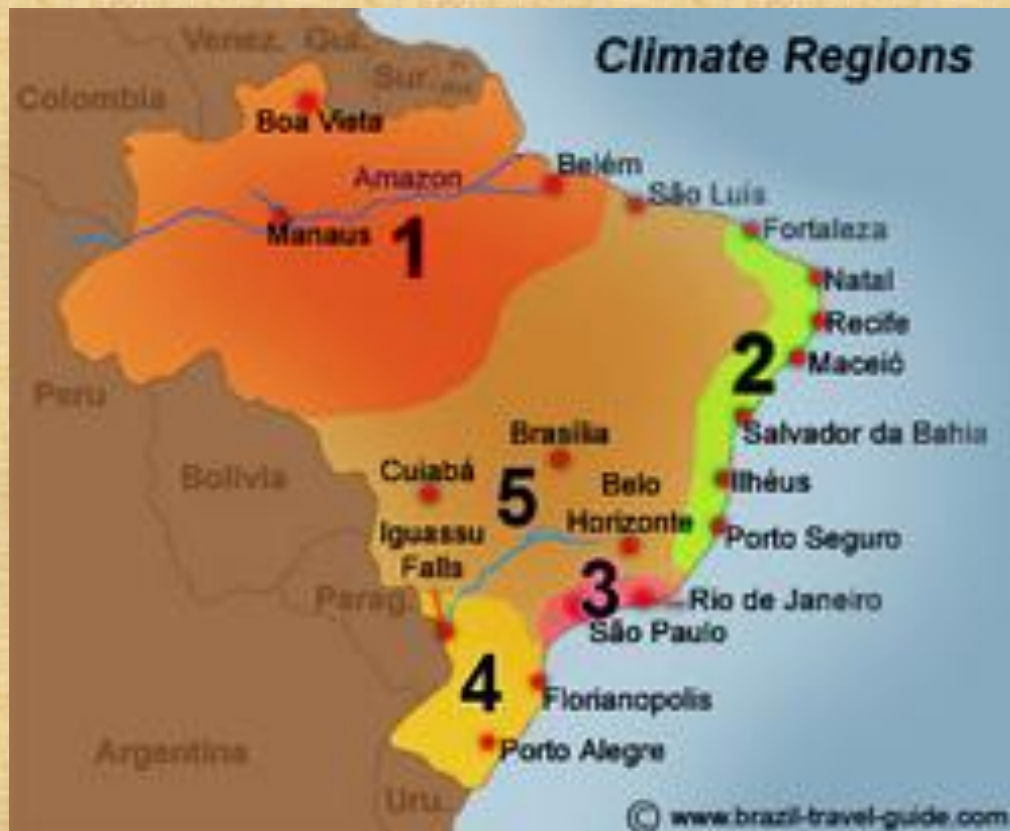 Climate Regions
Venez. Gui.
Sur.
Colombia
Boa Vista
Belém
Amazon
São Luís
Manaus
1
Fortaleza
Natal
Recife
2
Maceió
Peru
Brasília
Salvador da Bahia
Bolivia
Cuiabá
5
Belo
Horizonte
Ilhéus
Iguassu
Falls
Porto Seguro
Parag.
3
Rio de Janeiro
São Paulo
4
Florianopolis
Argentina
Porto Alegre
Uru.
© www.brazil-travel-guide.com